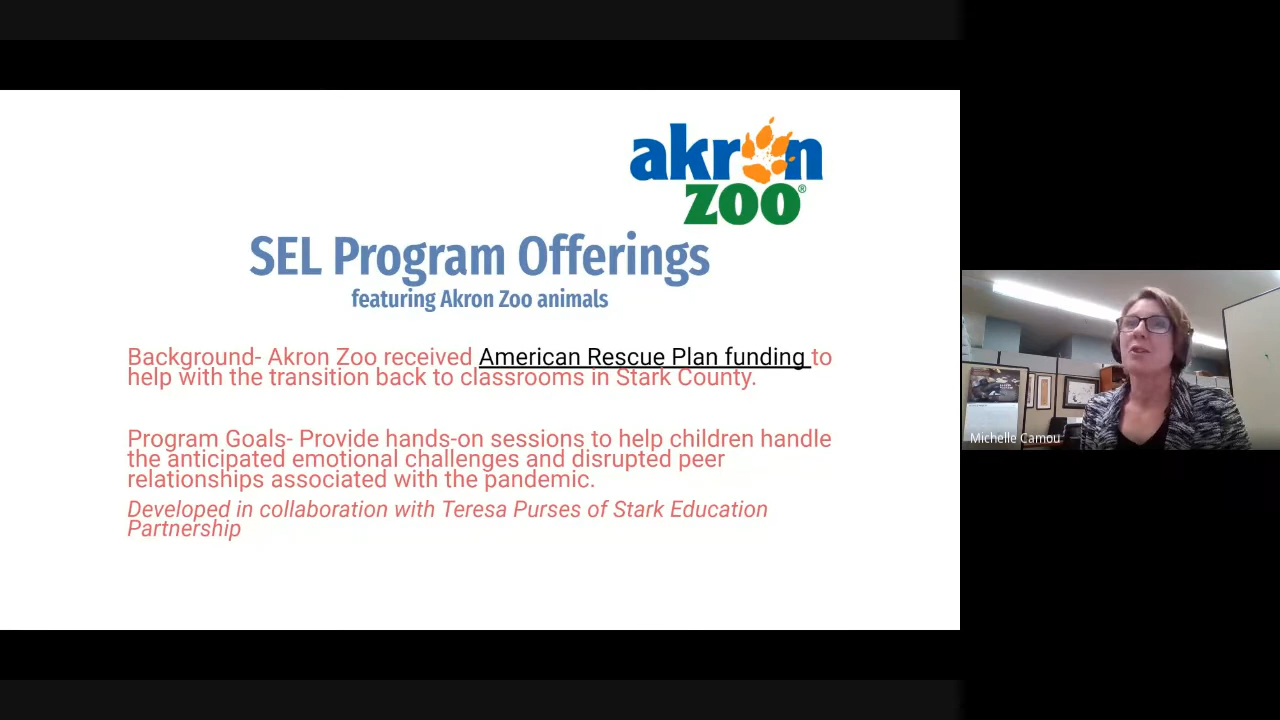 akron
zoo®
SEL Program Offerings
featuring Akron Zoo animals
Background- Akron Zoo received American Rescue Plan funding to
help with the transition back to classrooms in Stark County.
Program Goals- Provide hands-on sessions to help children handle
the anticipated emotional challenges and disrupted peer
relationships associated with the pandemic.
Developed in collaboration with Teresa Purses of Stark Education
Partnership
Michelle Camou